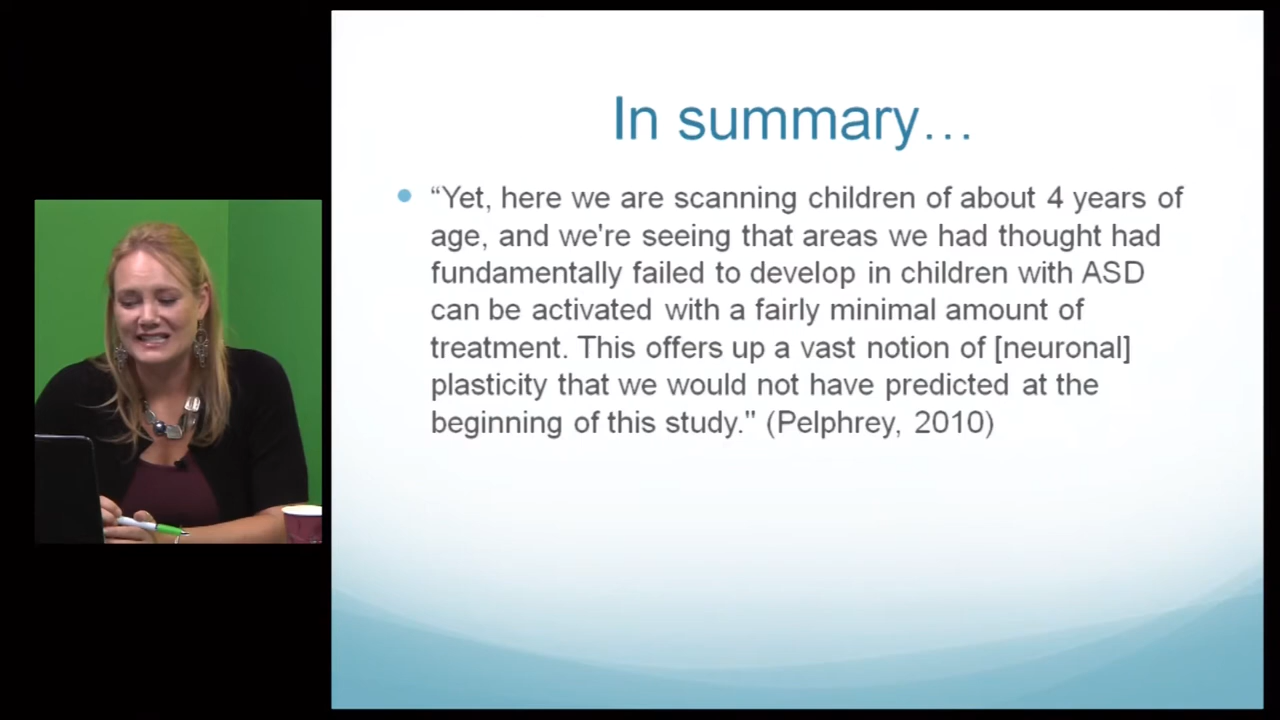 In summary…
“Yet, here we are scanning children of about 4 years of
age, and we're seeing that areas we had thought had
fundamentally failed to develop in children with ASD
can be activated with a fairly minimal amount of
treatment. This offers up a vast notion of [neuronal]
plasticity that we would not have predicted at the
beginning of this study." (Pelphrey, 2010)